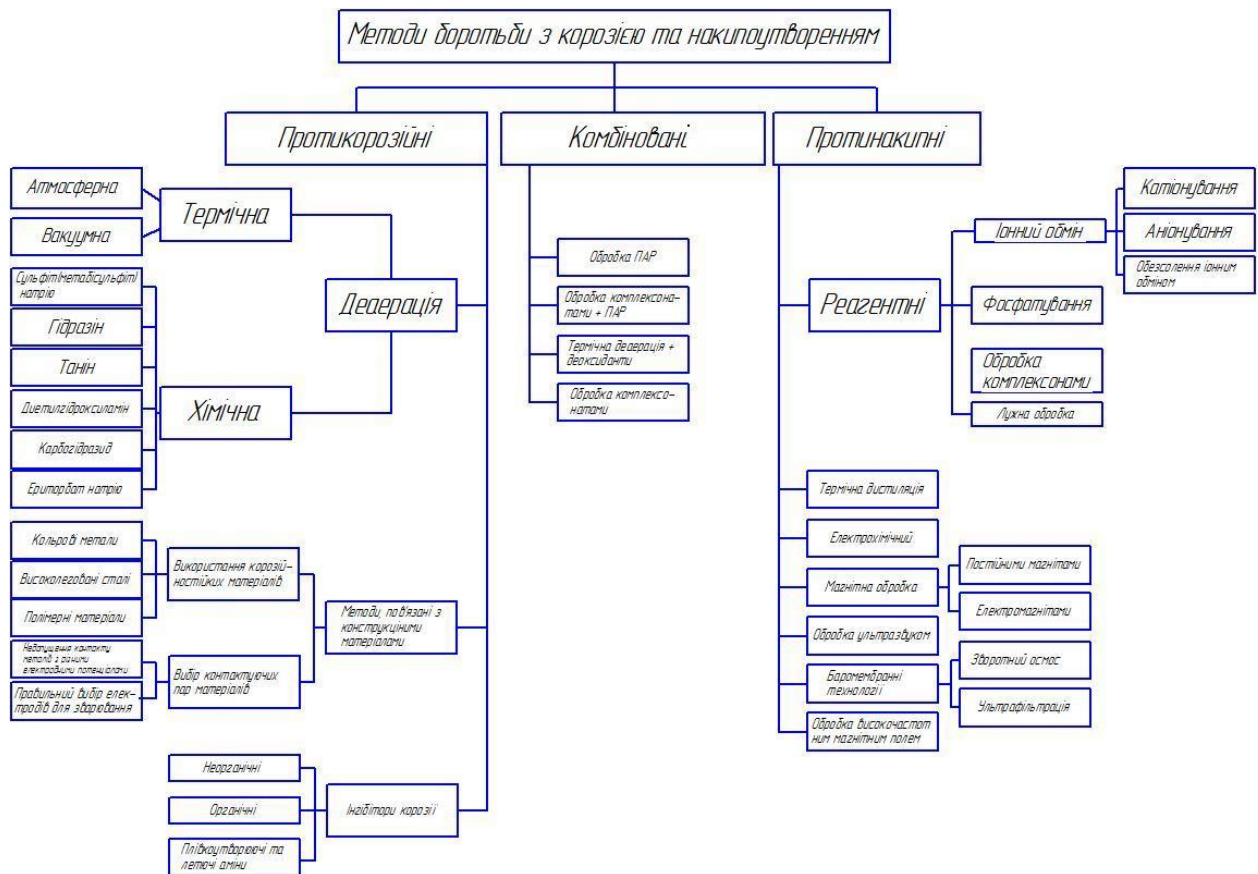 Методи боротьби з корозією та накипоутворенням
Протикорозійні
Комбіновані
Протинакипні
Атмосферна
Вакуумна
Термічна
Сульфіт(метабісульфіт)
натрію
Гідразін
Танін
Диетилгідроксиламін
Карбогідразид
Ериторбат натрію
Хімічна
Деаерація
Кольрові метали
Високолеговані сталі
Полімерні матеріали
Використання корозій-
ностійких матеріалів
Недопущення контакту
металів з різними
електродними потенціалами
Правильний вибір елек-
тродів для зварювання
Вибір контактуючих
пар матеріалів
Методи, пов'язані з
конструкціними
матеріалами
Неорганічні
Органічні
Плівкоутворюючі та
летючі аміни
Інгібітори корозії
Обробка ПАР
Обробка комплексона-
тами + ПАР
Термічна деаерація +
деоксиданти
Обробка комплексо-
натами
Реагентні
Іонний обмін
Катіонування
Аніонування
Обезсолення іонним
обміном
Фосфатування
Обробка
комплексонами
Лужна обробка
Термічна дистиляція
Електрохімічний
Магнітна обробка
Постійними магнітами
Електромагнітами
Обробка ультразвуком
Баромембранні
технології
Зворотний осмос
Ультрафільтрація
Обробка високочастот
ним магнітним полем